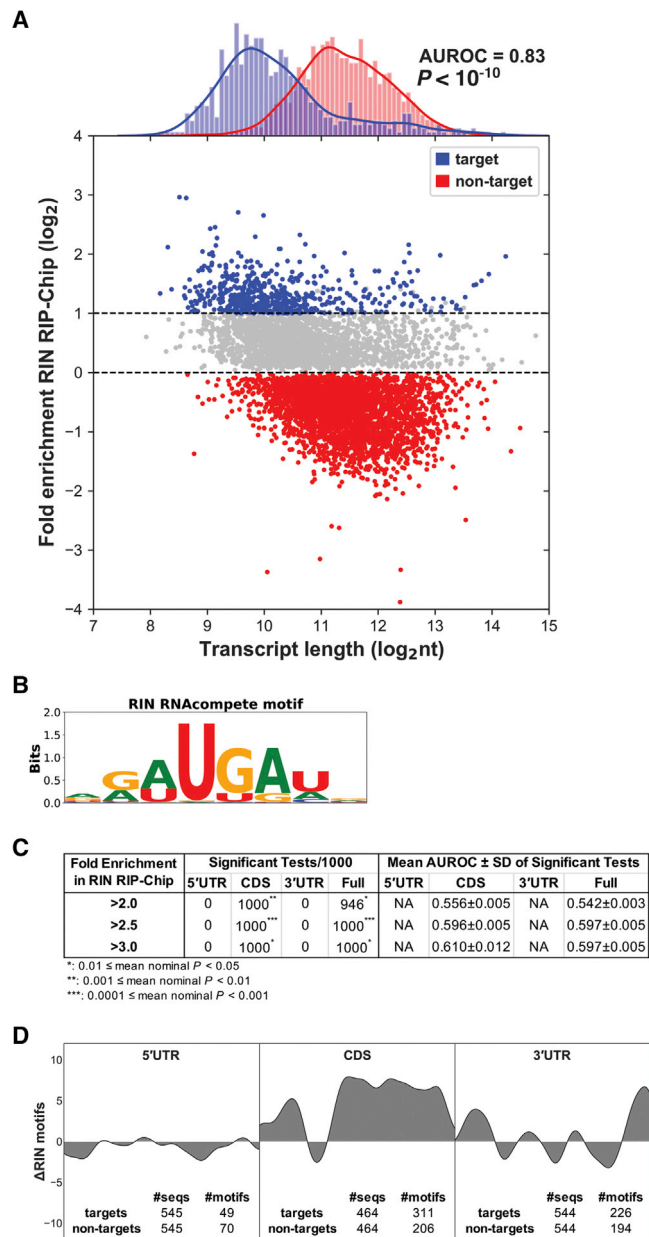 A
AUROC = 0.83
P < 10⁻¹⁰
target
non-target
Fold enrichment RIN RIP-Chip (log₂)
4
3
2
1
0
−1
−2
−3
−4
7 8 9 10 11 12 13 14 15
Transcript length (log₂nt)
B
RIN RNAcompete motif
Bits
2.0
1.5
1.0
0.5
0.0
GAUGAU
C
Fold Enrichment in RIN RIP-Chip Significant Tests/1000 Mean AUROC ± SD of Significant Tests
5′UTR CDS 3′UTR Full 5′UTR CDS 3′UTR Full
>2.0 0 1000** 0 946* NA 0.556±0.005 NA 0.542±0.003
>2.5 0 1000*** 0 1000*** NA 0.596±0.005 NA 0.597±0.005
>3.0 0 1000* 0 1000* NA 0.610±0.012 NA 0.597±0.005
*: 0.01 ≤ mean nominal P < 0.05
**: 0.001 ≤ mean nominal P < 0.01
***: 0.0001 ≤ mean nominal P < 0.001
D
5′UTR CDS 3′UTR
ΔRIN motifs
10
5
0
−5
−10
#seqs #motifs #seqs #motifs #seqs #motifs
targets 545 49 targets 464 311 targets 544 226
non-targets 545 70 non-targets 464 206 non-targets 544 194